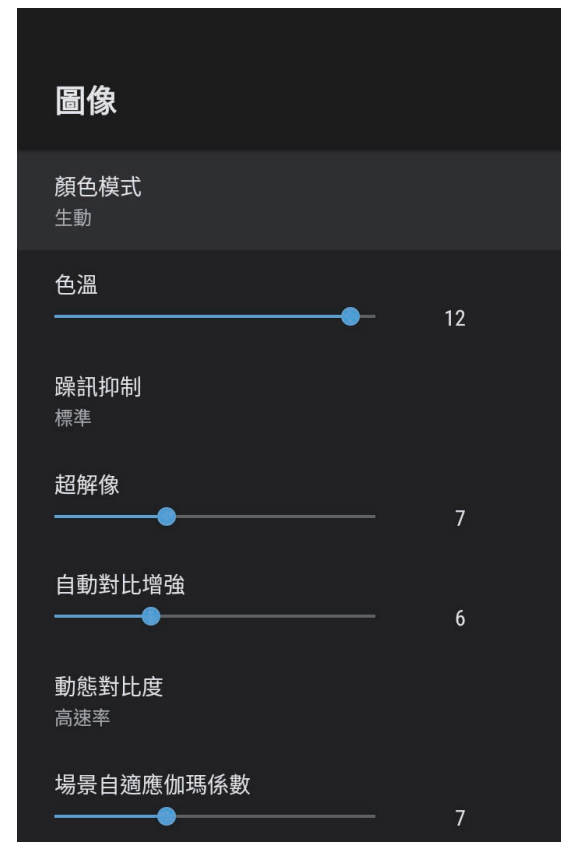 圖像
顏色模式
生動
色溫
12
躁訊抑制
標準
超解像
7
自動對比增強
6
動態對比度
高速率
場景自適應伽瑪係數
7